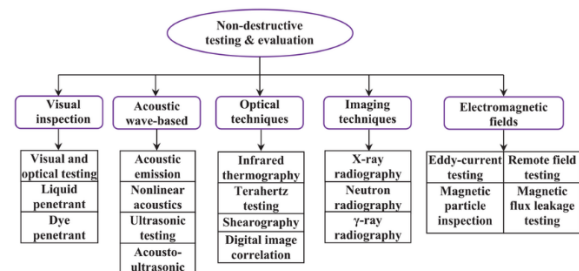 Non-destructive
testing & evaluation
Visual
inspection
Acoustic
wave-based
Optical
techniques
Imaging
techniques
Electromagnetic
fields
Visual and
optical testing
Liquid
penetrant
Dye
penetrant
Acoustic
emission
Nonlinear
acoustics
Ultrasonic
testing
Acousto-
ultrasonic
Infrared
thermography
Terahertz
testing
Shearography
Digital image
correlation
X-ray
radiography
Neutron
radiography
γ-ray
radiography
Eddy-current
testing
Remote field
testing
Magnetic
particle
inspection
Magnetic
flux leakage
testing